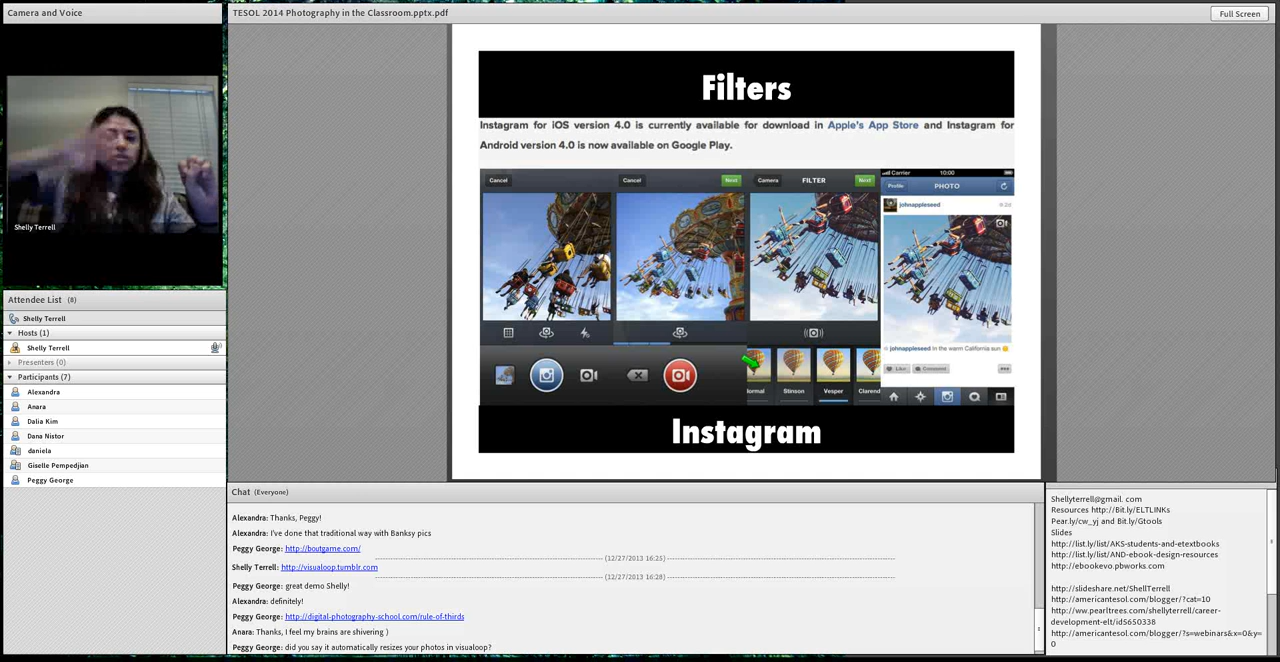 Camera and Voice
Shelly Terrell
Attendee List (8)
Shelly Terrell
Hosts (1)
Shelly Terrell
Presenters (0)
Participants (7)
Alexandra
Anara
Dalia Kim
Dana Nistor
daniela
Giselle Pempedjian
Peggy George
TESOL 2014 Photography in the Classroom.pptx.pdf
Full Screen
Filters
Instagram for iOS version 4.0 is currently available for download in Apple's App Store and Instagram for
Android version 4.0 is now available on Google Play.
Cancel
Cancel
Next
Camera
FILTER
Next
Carrier
10:00
Profile
PHOTO
johnappleseed
johnappleseed In the warm California sun
Like
Comment
Stinson
Vesper
Clarend
Instagram
Chat (Everyone)
Alexandra: Thanks, Peggy!
Alexandra: I've done that traditional way with Banksy pics
Peggy George: http://boutgame.com/
(12/27/2013 16:25)
Shelly Terrell: http://visualoop.tumblr.com
(12/27/2013 16:28)
Peggy George: great demo Shelly!
Alexandra: definitely!
Peggy George: http://digital-photography-school.com/rule-of-thirds
Anara: Thanks, I feel my brains are shivering )
Peggy George: did you say it automatically resizes your photos in visualoop?
Shellyterrell@gmail. com
Resources http://Bit.ly/ELTLINKs
Pear.ly/cw_yj and Bit.ly/Gtools
Slides
http://list.ly/list/AKS-students-and-etextbooks
http://list.ly/list/AND-ebook-design-resources
http://ebookevo.pbworks.com
http://slideshare.net/ShellTerrell
http://americantesol.com/blogger/?cat=10
http://ww.pearltrees.com/shellyterrell/career-
development-elt/id5650338
http://americantesol.com/blogger/?s=webinars&x=0&y=
0